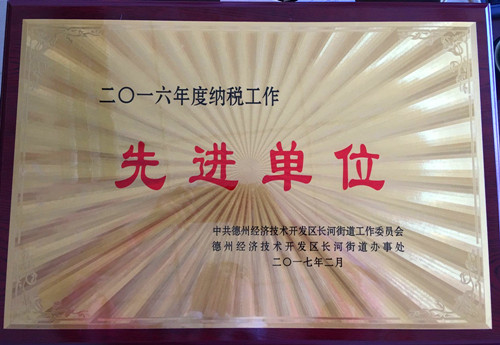 二〇一六年度纳税工作
先进单位
中共德州经济技术开发区长河街道工作委员会
德州经济技术开发区长河街道办事处
二〇一七年二月